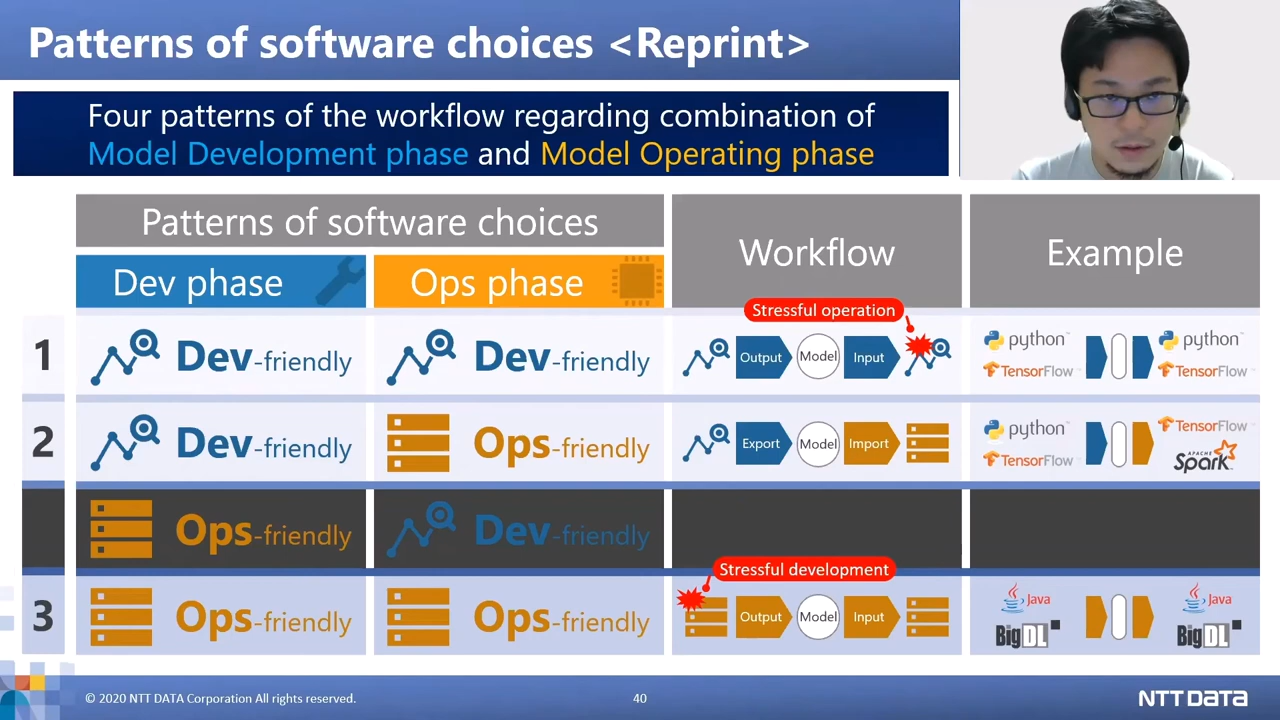 Patterns of software choices <Reprint>
Four patterns of the workflow regarding combination of
Model Development phase and Model Operating phase
Patterns of software choices
Workflow
Example
Dev phase
Ops phase
Stressful operation
1
Dev-friendly
Dev-friendly
Output
Model
Input
python™
TensorFlow
python™
TensorFlow
2
Dev-friendly
Ops-friendly
Export
Model
Import
python™
TensorFlow
TensorFlow
APACHE
Spark™
Ops-friendly
Dev-friendly
Stressful development
3
Ops-friendly
Ops-friendly
Output
Model
Input
Java
BigDL
Java
BigDL
© 2020 NTT DATA Corporation All rights reserved.
40
NTT DATA